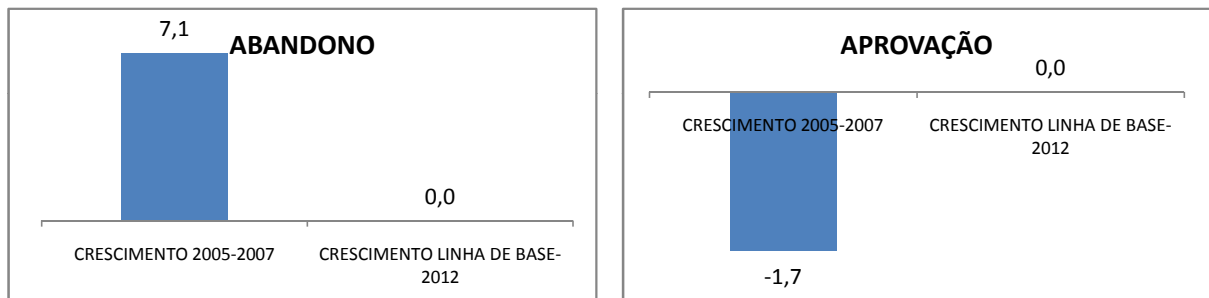 7,1
ABANDONO
0,0
CRESCIMENTO 2005-2007
CRESCIMENTO LINHA DE BASE-
2012
APROVAÇÃO
0,0
CRESCIMENTO 2005-2007
CRESCIMENTO LINHA DE BASE-
2012
-1,7